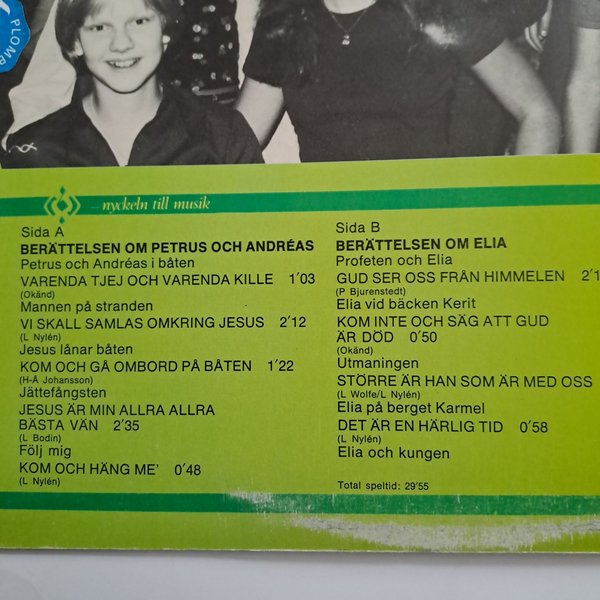 PLOMB
— nyckeln till musik
Sida A
BERÄTTELSEN OM PETRUS OCH ANDRÉAS
Petrus och Andréas i båten
VARENDA TJEJ OCH VARENDA KILLE 1'03
(Okänd)
Mannen på stranden
VI SKALL SAMLAS OMKRING JESUS 2'12
(L Nylén)
Jesus lånar båten
KOM OCH GÅ OMBORD PÅ BÅTEN 1'22
(H-Å Johansson)
Jättefångsten
JESUS ÄR MIN ALLRA ALLRA
BÄSTA VÄN 2'35
(L Bodin)
Följ mig
KOM OCH HÄNG ME' 0'48
(L Nylén)
Sida B
BERÄTTELSEN OM ELIA
Profeten och Elia
GUD SER OSS FRÅN HIMMELEN 2'1
(P Bjurenstedt)
Elia vid bäcken Kerit
KOM INTE OCH SÄG ATT GUD
ÄR DÖD 0'50
(Okänd)
Utmaningen
STÖRRE ÄR HAN SOM ÄR MED OSS
(L Wolfe/L Nylén)
Elia på berget Karmel
DET ÄR EN HÄRLIG TID 0'58
(L Nylén)
Elia och kungen
Total speltid: 29'55